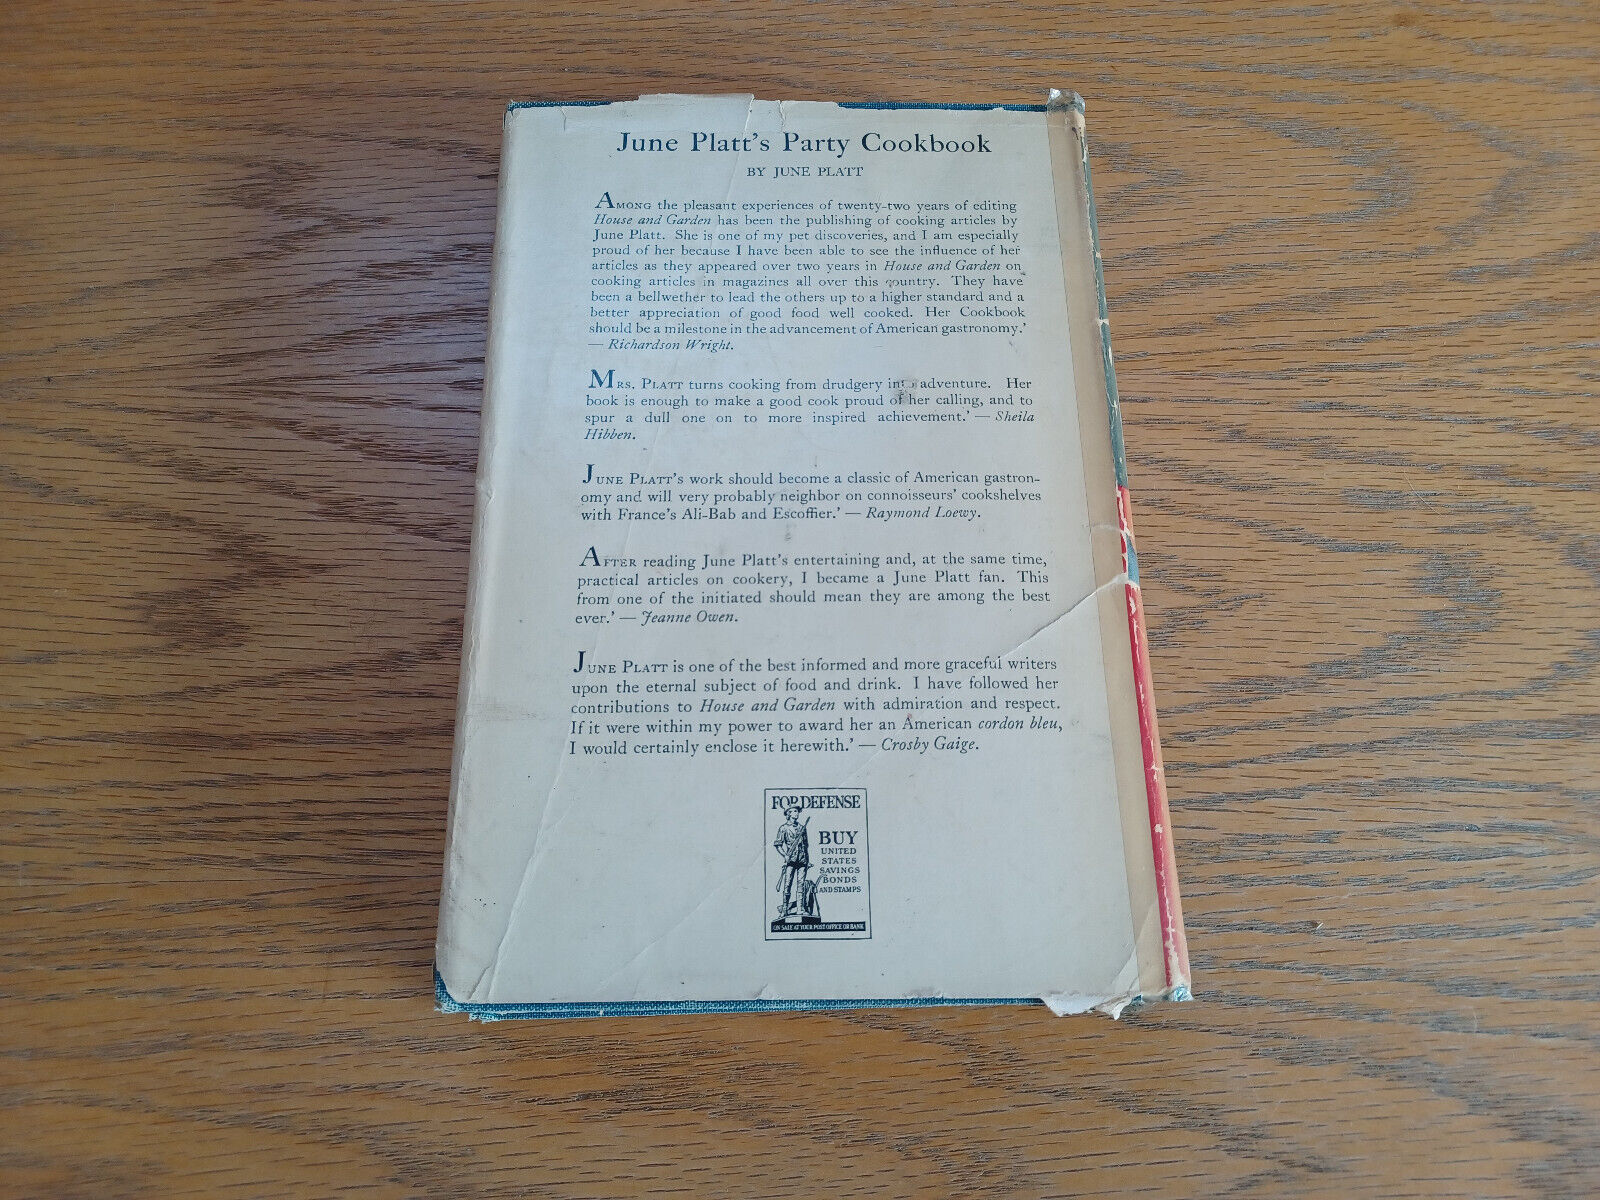 June Platt's Party Cookbook
BY JUNE PLATT
AMONG the pleasant experiences of twenty-two years of editing
House and Garden has been the publishing of cooking articles by
June Platt. She is one of my pet discoveries, and I am especially
proud of her because I have been able to see the influence of her
articles as they appeared over two years in House and Garden on
cooking articles in magazines all over this country. They have
been a bellwether to lead the others up to a higher standard and a
better appreciation of good food well cooked. Her Cookbook
should be a milestone in the advancement of American gastronomy.'
— Richardson Wright.
MRS. PLATT turns cooking from drudgery into adventure. Her
book is enough to make a good cook proud of her calling, and to
spur a dull one on to more inspired achievement.' — Sheila
Hibben.
JUNE PLATT'S work should become a classic of American gastron-
omy and will very probably neighbor on connoisseurs' cookshelves
with France's Ali-Bab and Escoffier.' — Raymond Loewy.
AFTER reading June Platt's entertaining and, at the same time,
practical articles on cookery, I became a June Platt fan. This
from one of the initiated should mean they are among the best
ever.' — Jeanne Owen.
JUNE PLATT is one of the best informed and more graceful writers
upon the eternal subject of food and drink. I have followed her
contributions to House and Garden with admiration and respect.
If it were within my power to award her an American cordon bleu,
I would certainly enclose it herewith.' — Crosby Gaige.
FOR DEFENSE
BUY
UNITED
STATES
SAVINGS
BONDS
AND STAMPS
ON SALE AT YOUR POST OFFICE OR BANK